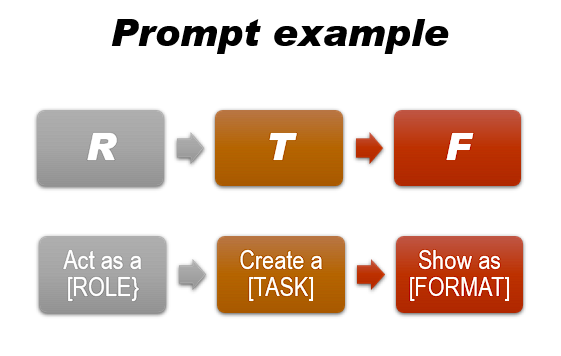 Prompt example
R
T
F
Act as a
[ROLE}
Create a
[TASK]
Show as
[FORMAT]